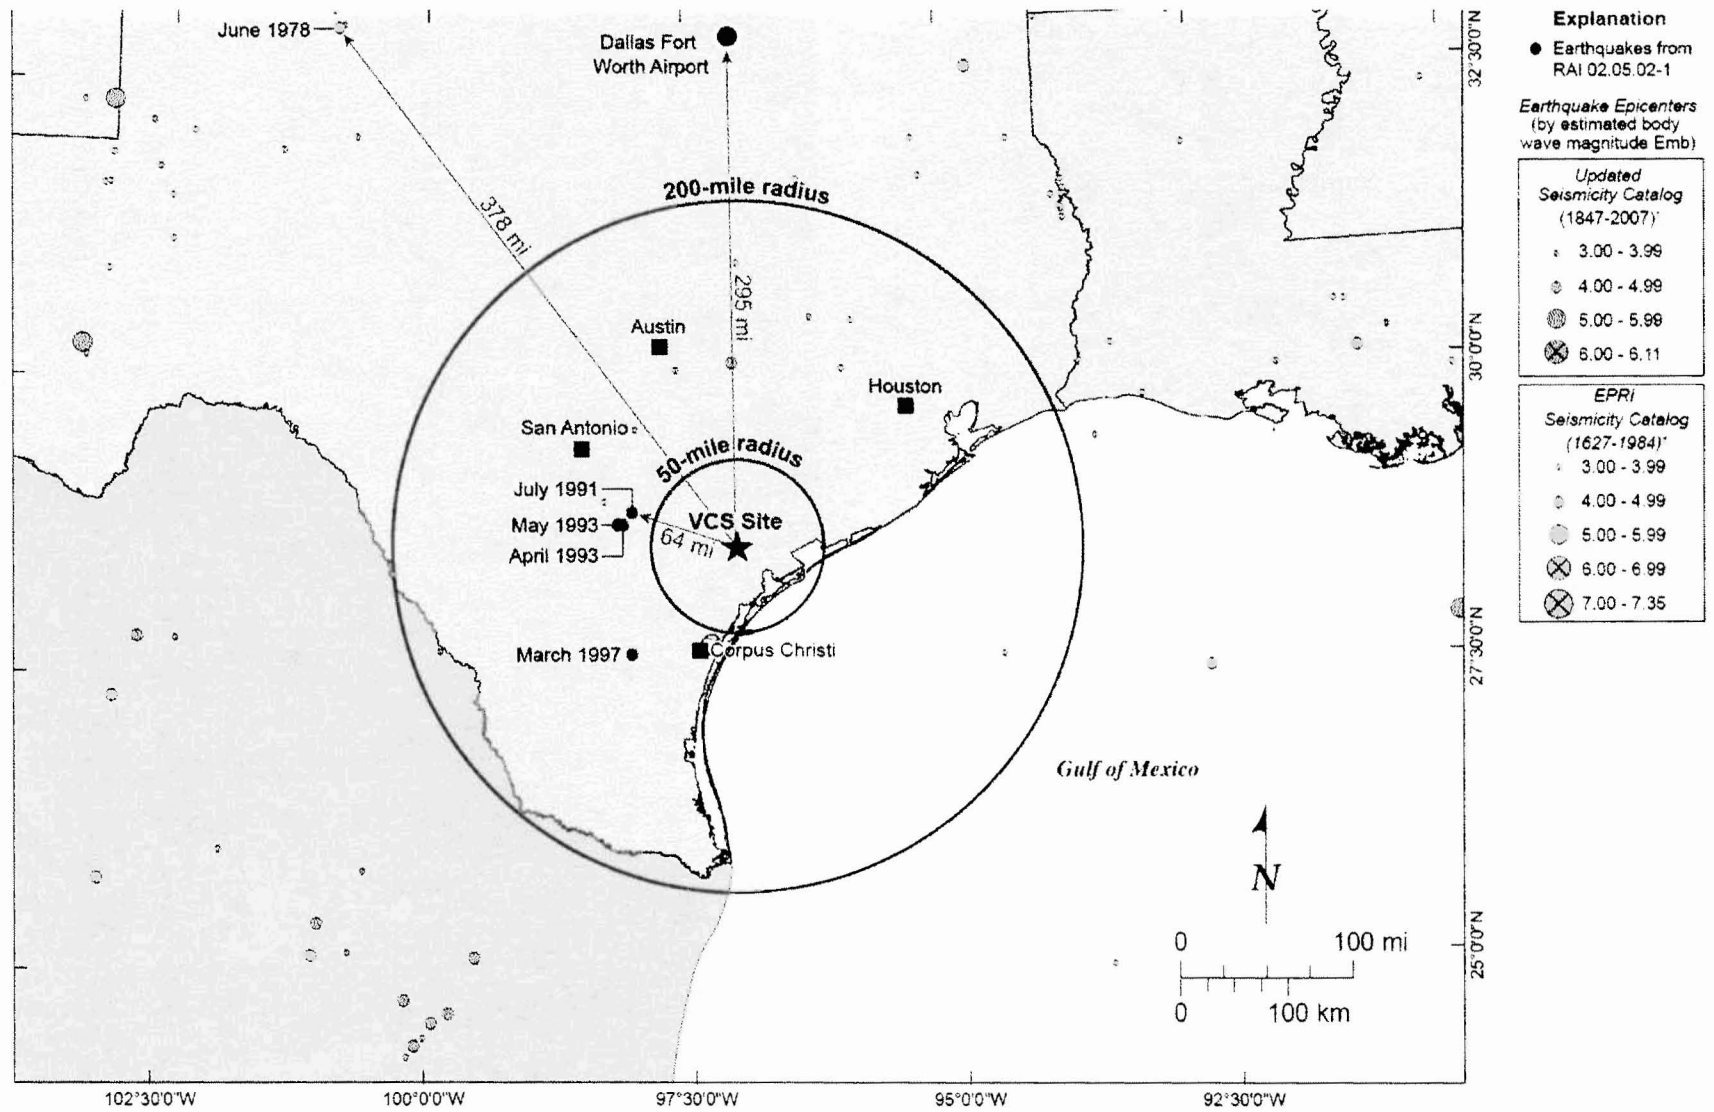 June 1978
Dallas Fort
Worth Airport
200-mile radius
378 mi
295 mi
Austin
Houston
San Antonio
50-mile radius
July 1991
VCS Site
May 1993
64 mi
April 1993
March 1997
Corpus Christi
Gulf of Mexico
N
0 100 mi
0 100 km
102°30'0"W 100°0'0"W 97°30'0"W 95°0'0"W 92°30'0"W
32°30'0"N
30°0'0"N
27°30'0"N
25°0'0"N
Explanation
Earthquakes from
RAI 02.05.02-1
Earthquake Epicenters
(by estimated body
wave magnitude Emb)
Updated
Seismicity Catalog
(1847-2007)*
3.00 - 3.99
4.00 - 4.99
5.00 - 5.99
6.00 - 6.11
EPRI
Seismicity Catalog
(1627-1984)*
3.00 - 3.99
4.00 - 4.99
5.00 - 5.99
6.00 - 6.99
7.00 - 7.35